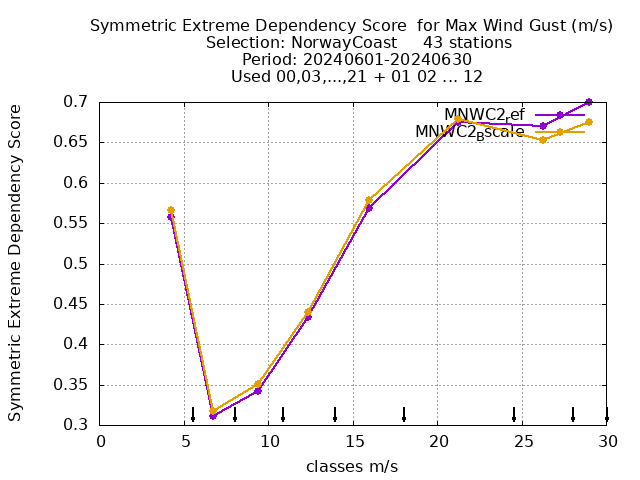 Symmetric Extreme Dependency Score  for Max Wind Gust (m/s)
Selection: NorwayCoast     43 stations
Period: 20240601-20240630
Used 00,03,...,21 + 01 02 ... 12
Symmetric Extreme Dependency Score
0.7
0.65
0.6
0.55
0.5
0.45
0.4
0.35
0.3
MNWC2ref
MNWC2Bscale
0 5 10 15 20 25 30
classes m/s